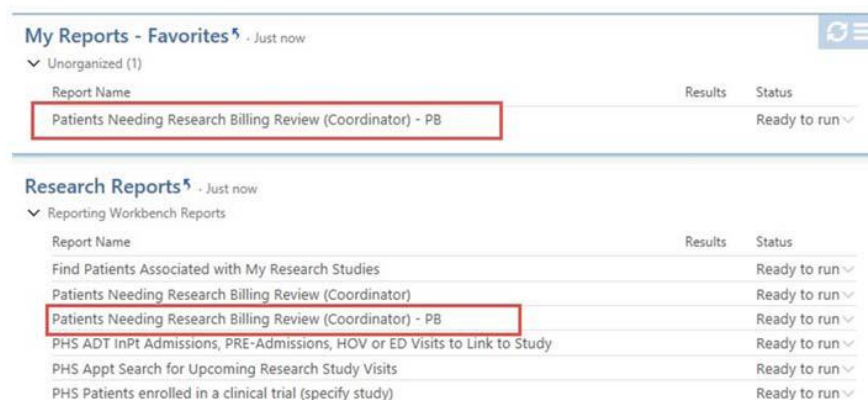 My Reports - Favorites · Just now
Unorganized (1)
Report Name Results Status
Patients Needing Research Billing Review (Coordinator) - PB Ready to run
Research Reports · Just now
Reporting Workbench Reports
Report Name Results Status
Find Patients Associated with My Research Studies Ready to run
Patients Needing Research Billing Review (Coordinator) Ready to run
Patients Needing Research Billing Review (Coordinator) - PB Ready to run
PHS ADT InPt Admissions, PRE-Admissions, HOV or ED Visits to Link to Study Ready to run
PHS Appt Search for Upcoming Research Study Visits Ready to run
PHS Patients enrolled in a clinical trial (specify study) Ready to run